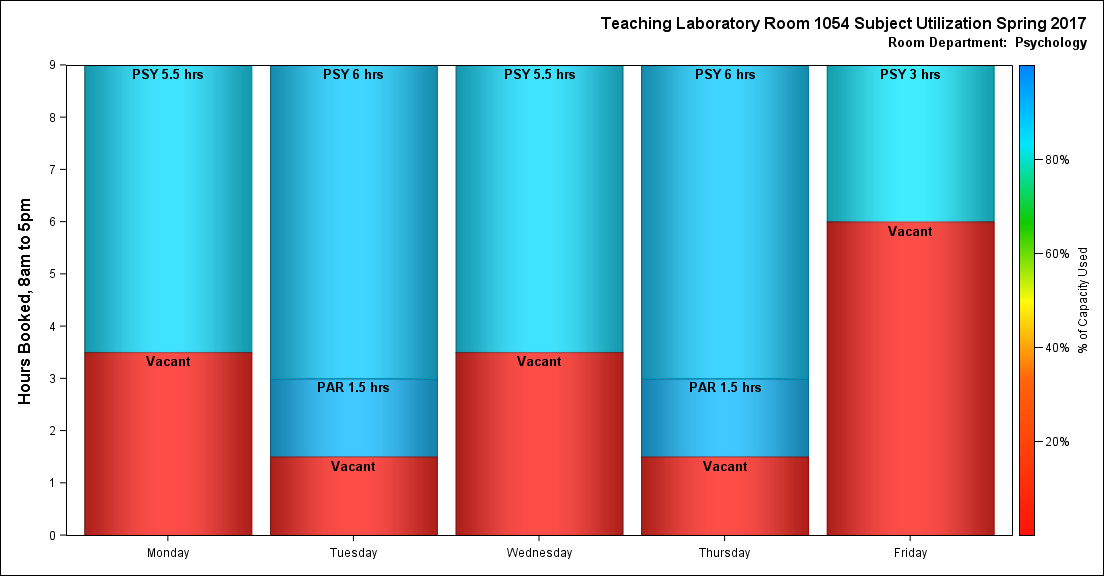 Teaching Laboratory Room 1054 Subject Utilization Spring 2017
Room Department: Psychology
Hours Booked, 8am to 5pm
9
8
7
6
5
4
3
2
1
0
PSY 5.5 hrs
Vacant
PSY 6 hrs
PAR 1.5 hrs
Vacant
PSY 5.5 hrs
Vacant
PSY 6 hrs
PAR 1.5 hrs
Vacant
PSY 3 hrs
Vacant
Monday
Tuesday
Wednesday
Thursday
Friday
80%
60%
40%
20%
% of Capacity Used